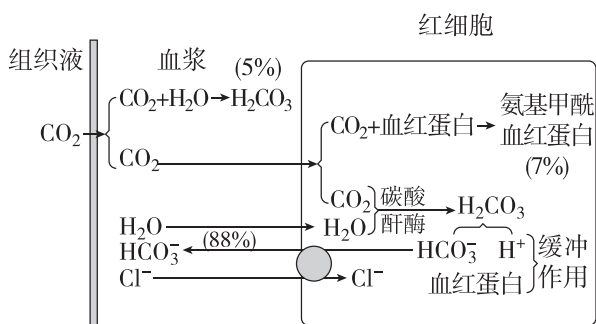 红细胞
组织液
血浆
(5%)
CO₂+H₂O→H₂CO₃
CO₂
CO₂
CO₂+血红蛋白→
氨基甲酰
血红蛋白
(7%)
CO₂
H₂O
碳酸
酐酶
H₂CO₃
H₂O
HCO₃⁻
(88%)
HCO₃⁻ H⁺
缓冲
作用
血红蛋白
Cl⁻
Cl⁻